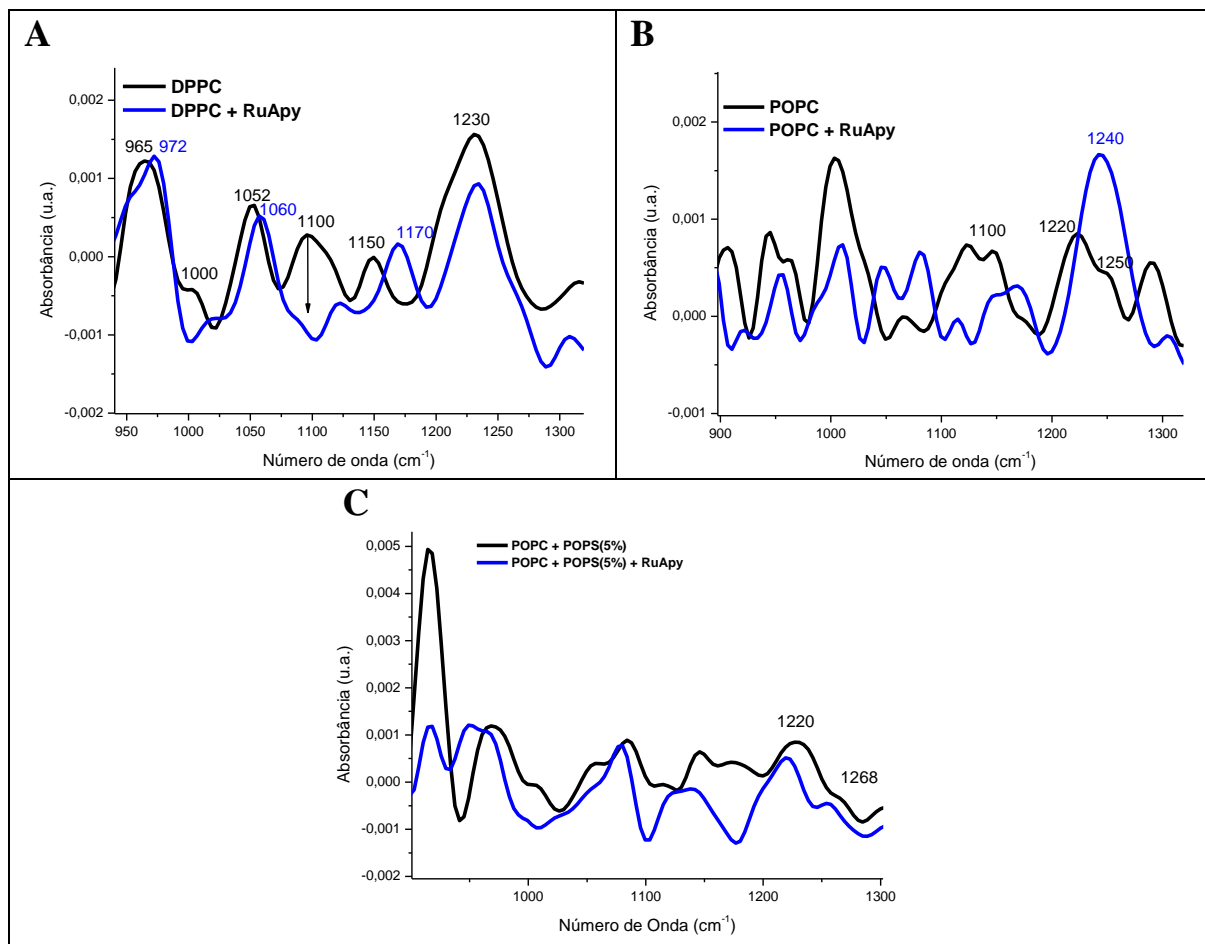 A
DPPC
DPPC + RuApy
0,002
0,001
0,000
-0,001
-0,002
Absorbância (u.a.)
965 972
1000
1052
1060
1100
1150
1170
1230
950 1000 1050 1100 1150 1200 1250 1300
Número de onda (cm-1)
B
POPC
POPC + RuApy
0,002
0,001
0,000
-0,001
Absorbância (u.a.)
1100
1220
1240
1250
900 1000 1100 1200 1300
Número de onda (cm-1)
C
POPC + POPS(5%)
POPC + POPS(5%) + RuApy
0,005
0,004
0,003
0,002
0,001
0,000
-0,001
-0,002
Absorbância (u.a.)
1220
1268
1000 1100 1200 1300
Número de Onda (cm-1)